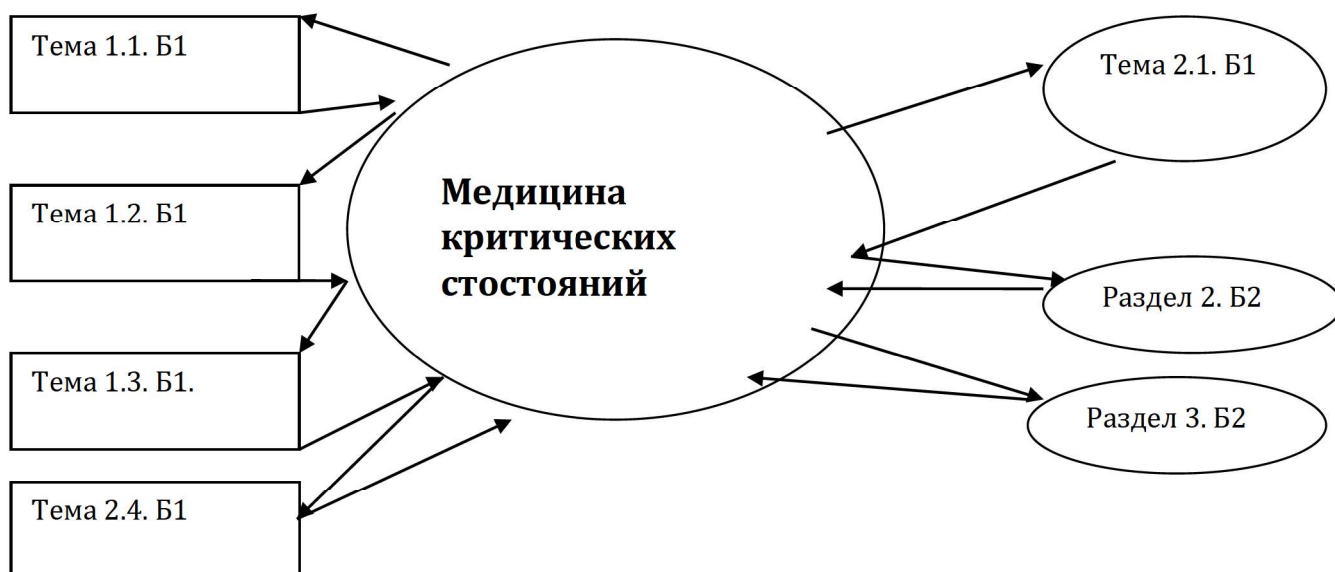 Тема 1.1. Б1
Тема 1.2. Б1
Тема 1.3. Б1.
Тема 2.4. Б1
Медицина
критических
стостояний
Тема 2.1. Б1
Раздел 2. Б2
Раздел 3. Б2